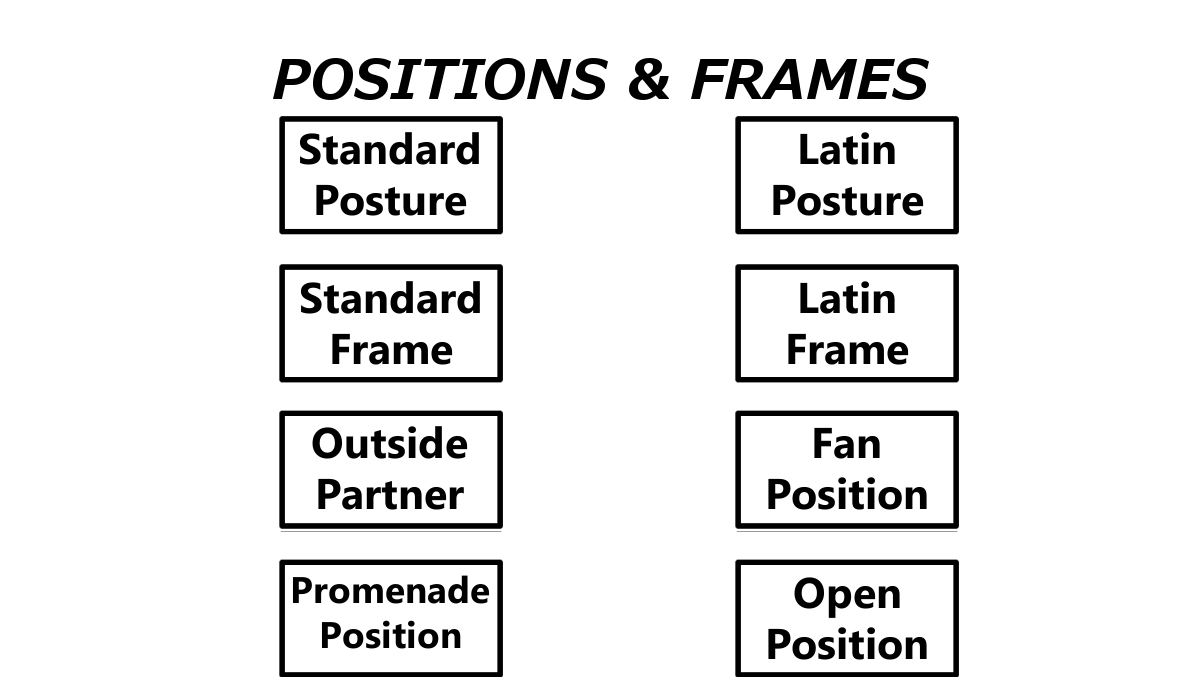 POSITIONS & FRAMES
Standard
Posture
Latin
Posture
Standard
Frame
Latin
Frame
Outside
Partner
Fan
Position
Promenade
Position
Open
Position